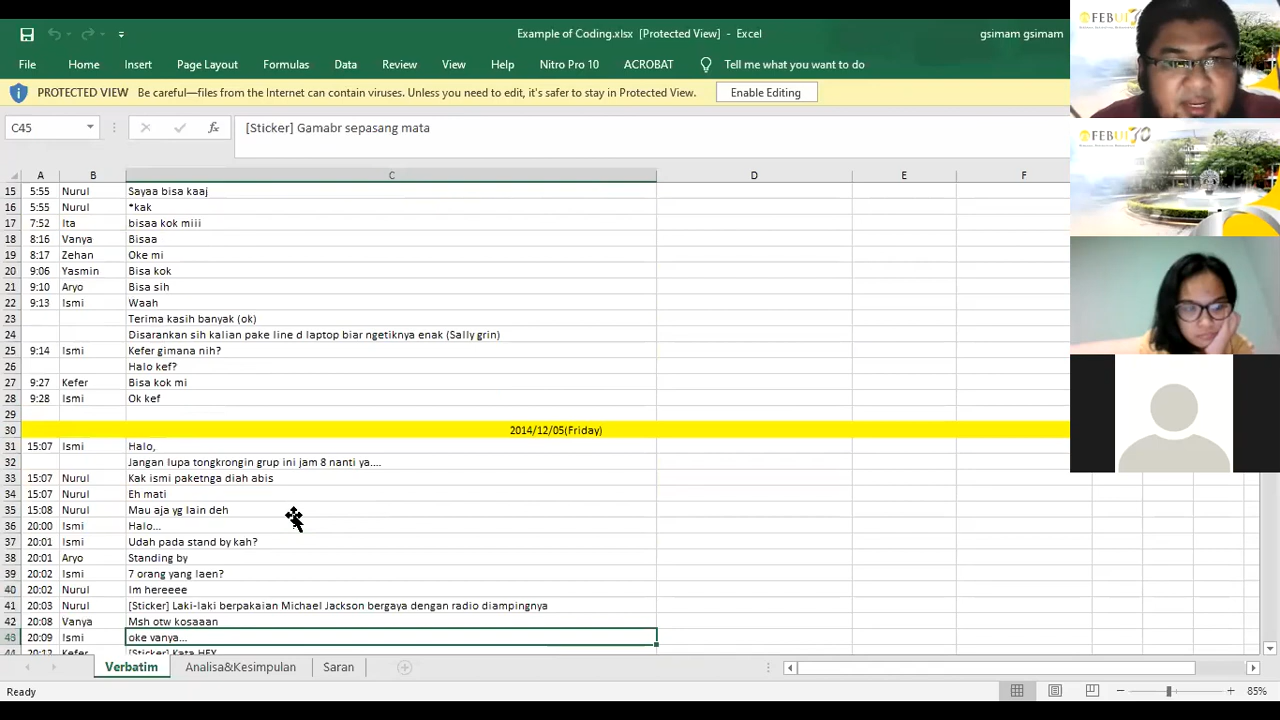 Example of Coding.xlsx [Protected View] - Excel
gsimam gsimam
File Home Insert Page Layout Formulas Data Review View Help Nitro Pro 10 ACROBAT Tell me what you want to do
PROTECTED VIEW Be careful—files from the Internet can contain viruses. Unless you need to edit, it's safer to stay in Protected View. Enable Editing
C45 fx [Sticker] Gamabr sepasang mata
A B C D E F
15 5:55 Nurul Sayaa bisa kaaj
16 5:55 Nurul *kak
17 7:52 Ita bisaa kok miii
18 8:16 Vanya Bisaa
19 8:17 Zehan Oke mi
20 9:06 Yasmin Bisa kok
21 9:10 Aryo Bisa sih
22 9:13 Ismi Waah
23 Terima kasih banyak (ok)
24 Disarankan sih kalian pake line d laptop biar ngetiknya enak (Sally grin)
25 9:14 Ismi Kefer gimana nih?
26 Halo kef?
27 9:27 Kefer Bisa kok mi
28 9:28 Ismi Ok kef
29
30 2014/12/05(Friday)
31 15:07 Ismi Halo,
32 Jangan lupa tongkrongin grup ini jam 8 nanti ya....
33 15:07 Nurul Kak ismi paketnga diah abis
34 15:07 Nurul Eh mati
35 15:08 Nurul Mau aja yg lain deh
36 20:00 Ismi Halo...
37 20:01 Ismi Udah pada stand by kah?
38 20:01 Aryo Standing by
39 20:02 Ismi 7 orang yang laen?
40 20:02 Nurul Im hereeee
41 20:03 Nurul [Sticker] Laki-laki berpakaian Michael Jackson bergaya dengan radio diampingnya
42 20:08 Vanya Msh otw kosaaan
43 20:09 Ismi oke vanya...
44 20:12 Kefer [Sticker] Kata HEY
Verbatim Analisa&Kesimpulan Saran
Ready
85%
FEBUI
FEBUI 70